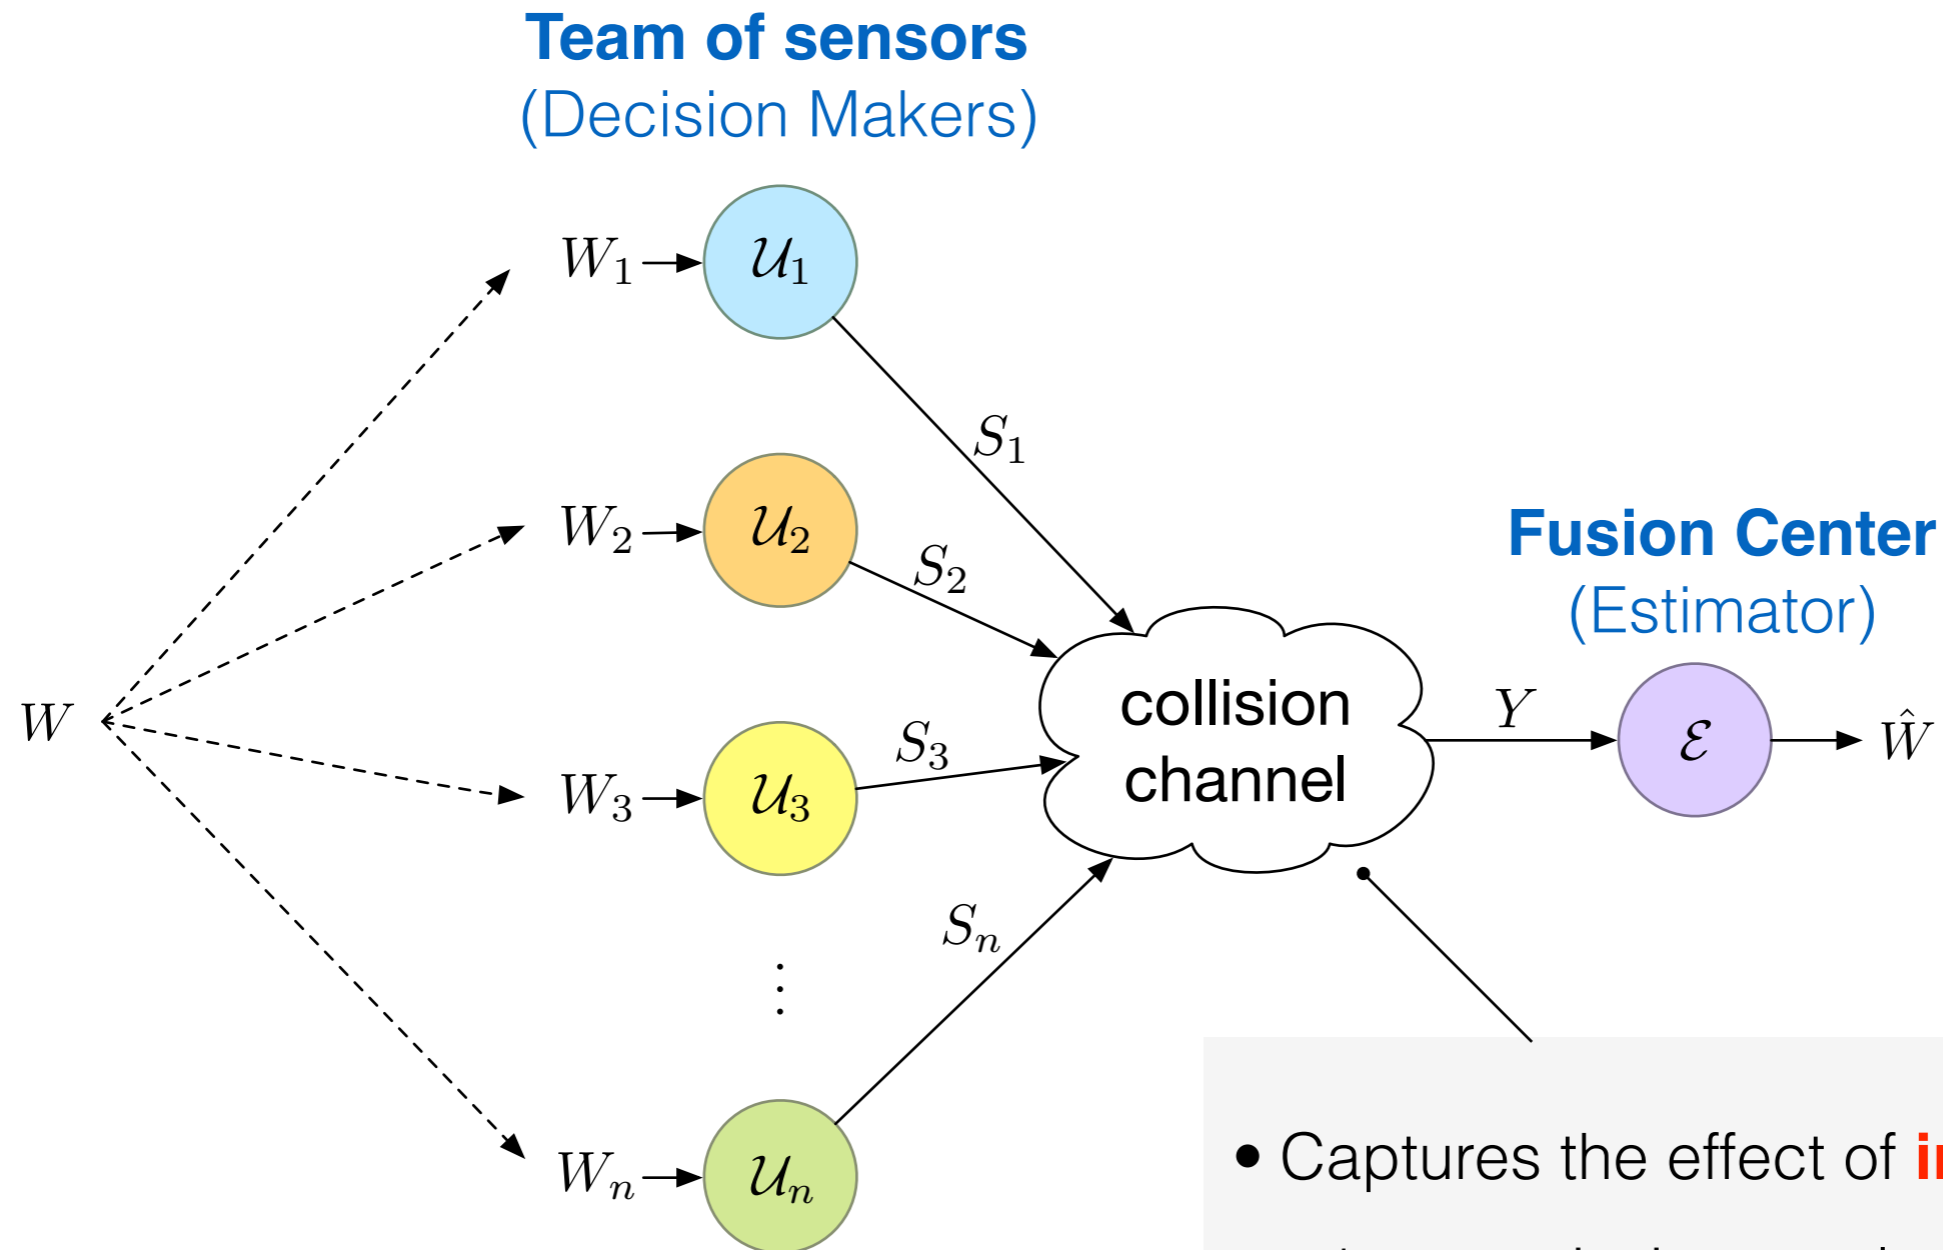 Team of sensors
(Decision Makers)
W₁
𝒰₁
S₁
W₂
𝒰₂
S₂
Fusion Center
(Estimator)
W
W₃
𝒰₃
S₃
collision
channel
Y
ℰ
Ŵ
Sₙ
⋮
Wₙ
𝒰ₙ
• Captures the effect of